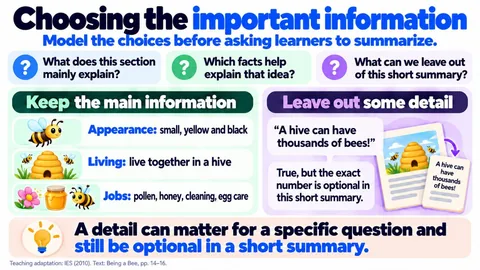 Choosing the important information
Model the choices before asking learners to summarize.
? What does this section
mainly explain?
? Which facts help
explain that idea?
? What can we leave out
of this short summary?
Keep the main information
Appearance: small, yellow and black
Living: live together in a hive
Jobs: pollen, honey, cleaning, egg care
Leave out some detail
"A hive can have
thousands of bees!"
True, but the exact
number is optional in
this short summary.
A hive can
have
thousands
of bees!
A detail can matter for a specific question and
still be optional in a short summary.
Teaching adaptation: IES (2010). Text: Being a Bee, pp. 14–16.